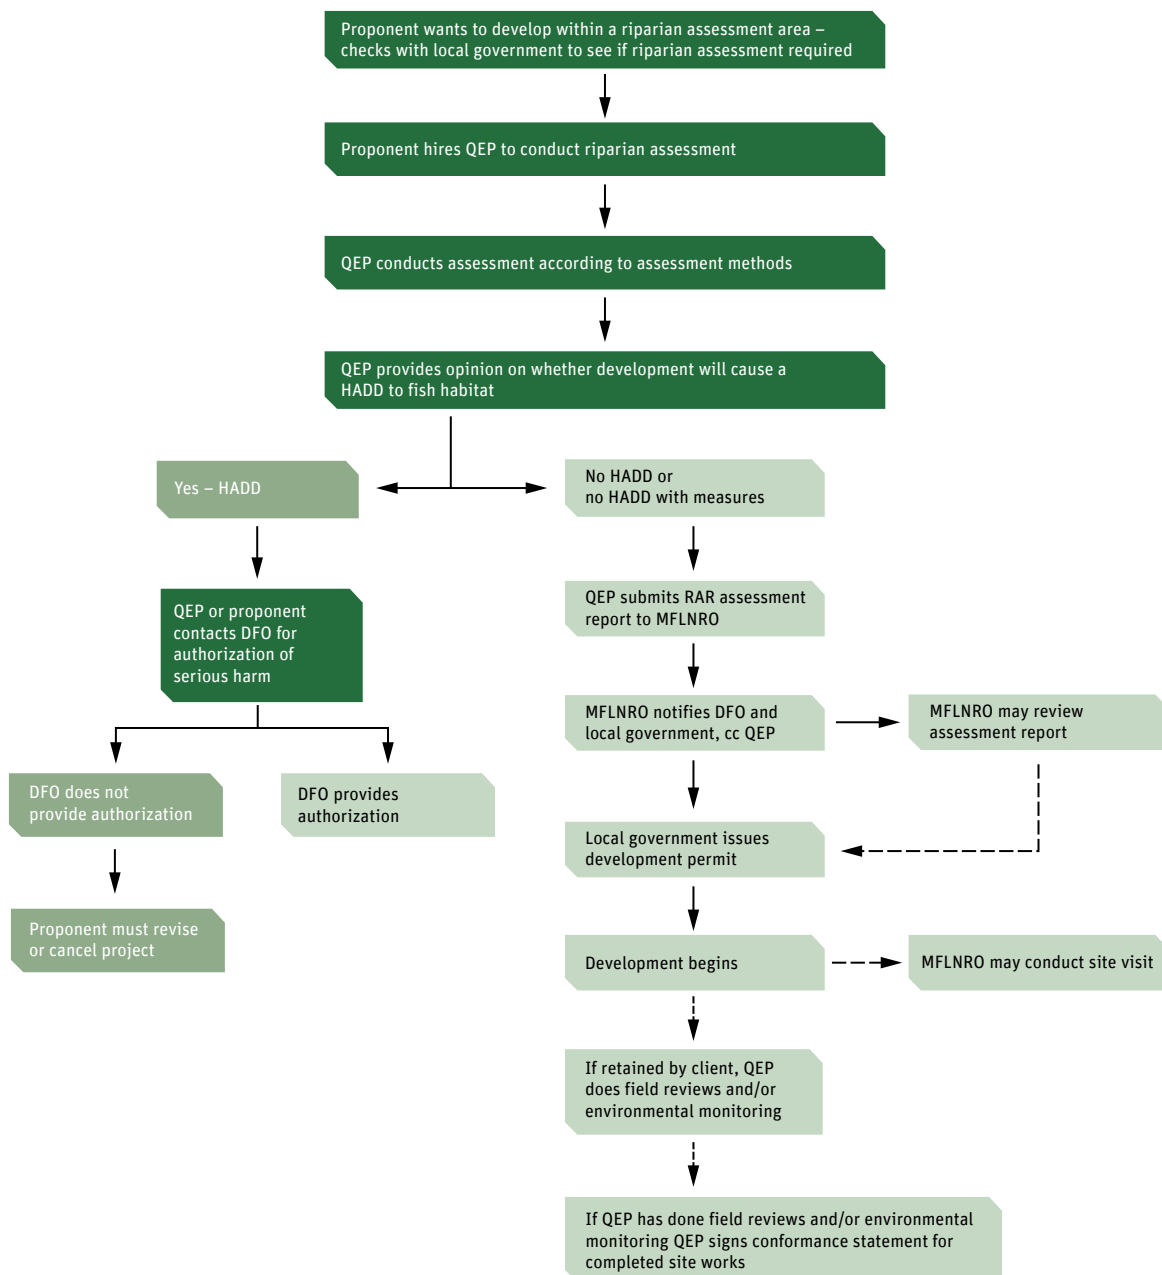 Proponent wants to develop within a riparian assessment area –
checks with local government to see if riparian assessment required
Proponent hires QEP to conduct riparian assessment
QEP conducts assessment according to assessment methods
QEP provides opinion on whether development will cause a
HADD to fish habitat
Yes – HADD
No HADD or
no HADD with measures
QEP or proponent
contacts DFO for
authorization of
serious harm
QEP submits RAR assessment
report to MFLNRO
MFLNRO notifies DFO and
local government, cc QEP
MFLNRO may review
assessment report
DFO does not
provide authorization
DFO provides
authorization
Local government issues
development permit
Proponent must revise
or cancel project
Development begins
MFLNRO may conduct site visit
If retained by client, QEP
does field reviews and/or
environmental monitoring
If QEP has done field reviews and/or environmental
monitoring QEP signs conformance statement for
completed site works